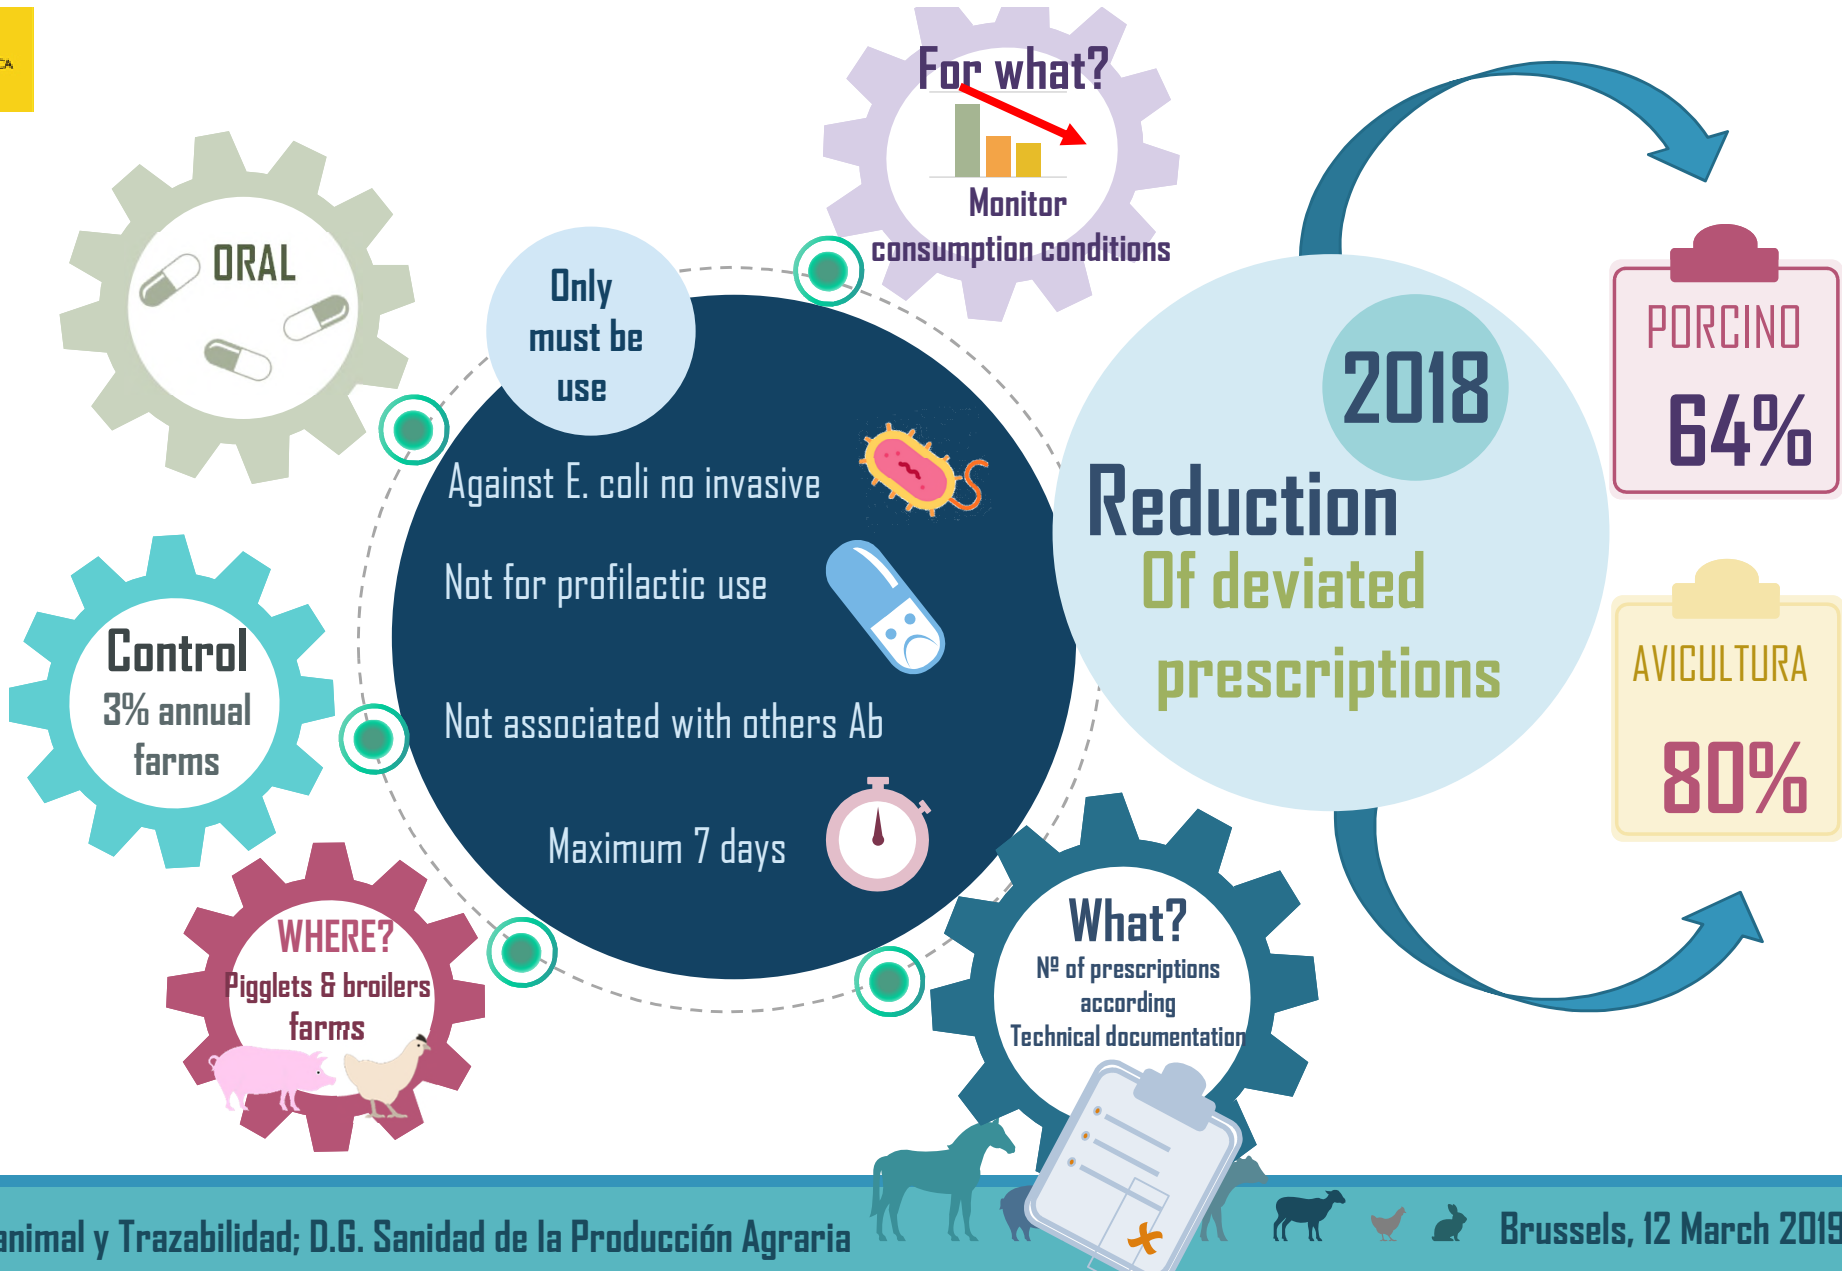 CA
For what?
Monitor
consumption conditions
ORAL
Only
must be
use
2018
PORCINO
64%
Against E. coli no invasive
Reduction
Of deviated
prescriptions
Not for profilactic use
Control
3% annual
farms
AVICULTURA
80%
Not associated with others Ab
Maximum 7 days
WHERE?
Pigglets & broilers
farms
What?
Nº of prescriptions
according
Technical documentation
animal y Trazabilidad; D.G. Sanidad de la Producción Agraria
Brussels, 12 March 2019